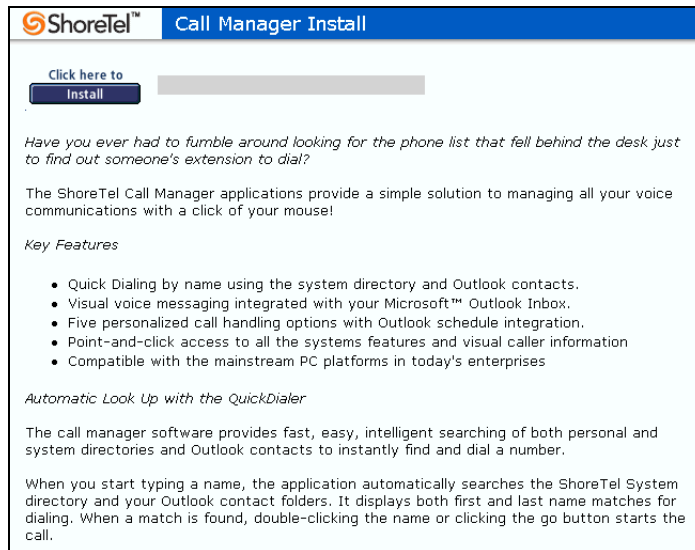 ShoreTel™
Call Manager Install
Click here to
Install
Have you ever had to fumble around looking for the phone list that fell behind the desk just
to find out someone's extension to dial?
The ShoreTel Call Manager applications provide a simple solution to managing all your voice
communications with a click of your mouse!
Key Features
• Quick Dialing by name using the system directory and Outlook contacts.
• Visual voice messaging integrated with your Microsoft™ Outlook Inbox.
• Five personalized call handling options with Outlook schedule integration.
• Point-and-click access to all the systems features and visual caller information
• Compatible with the mainstream PC platforms in today's enterprises
Automatic Look Up with the QuickDialer
The call manager software provides fast, easy, intelligent searching of both personal and
system directories and Outlook contacts to instantly find and dial a number.
When you start typing a name, the application automatically searches the ShoreTel System
directory and your Outlook contact folders. It displays both first and last name matches for
dialing. When a match is found, double-clicking the name or clicking the go button starts the
call.